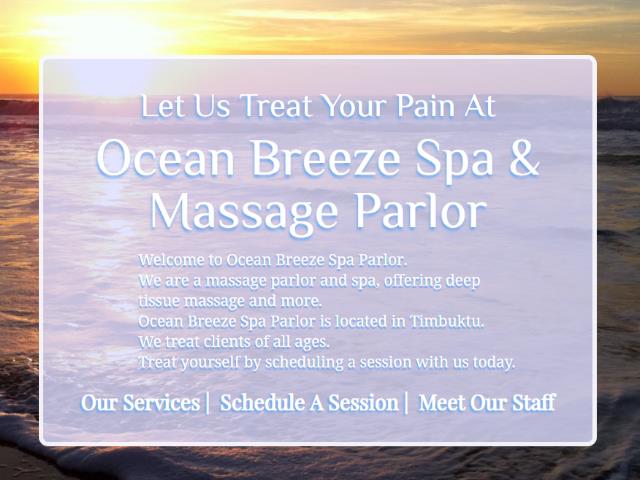 Let Us Treat Your Pain At
Ocean Breeze Spa &
Massage Parlor
Welcome to Ocean Breeze Spa Parlor.
We are a massage parlor and spa, offering deep
tissue massage and more.
Ocean Breeze Spa Parlor is located in Timbuktu.
We treat clients of all ages.
Treat yourself by scheduling a session with us today.
Our Services | Schedule A Session | Meet Our Staff